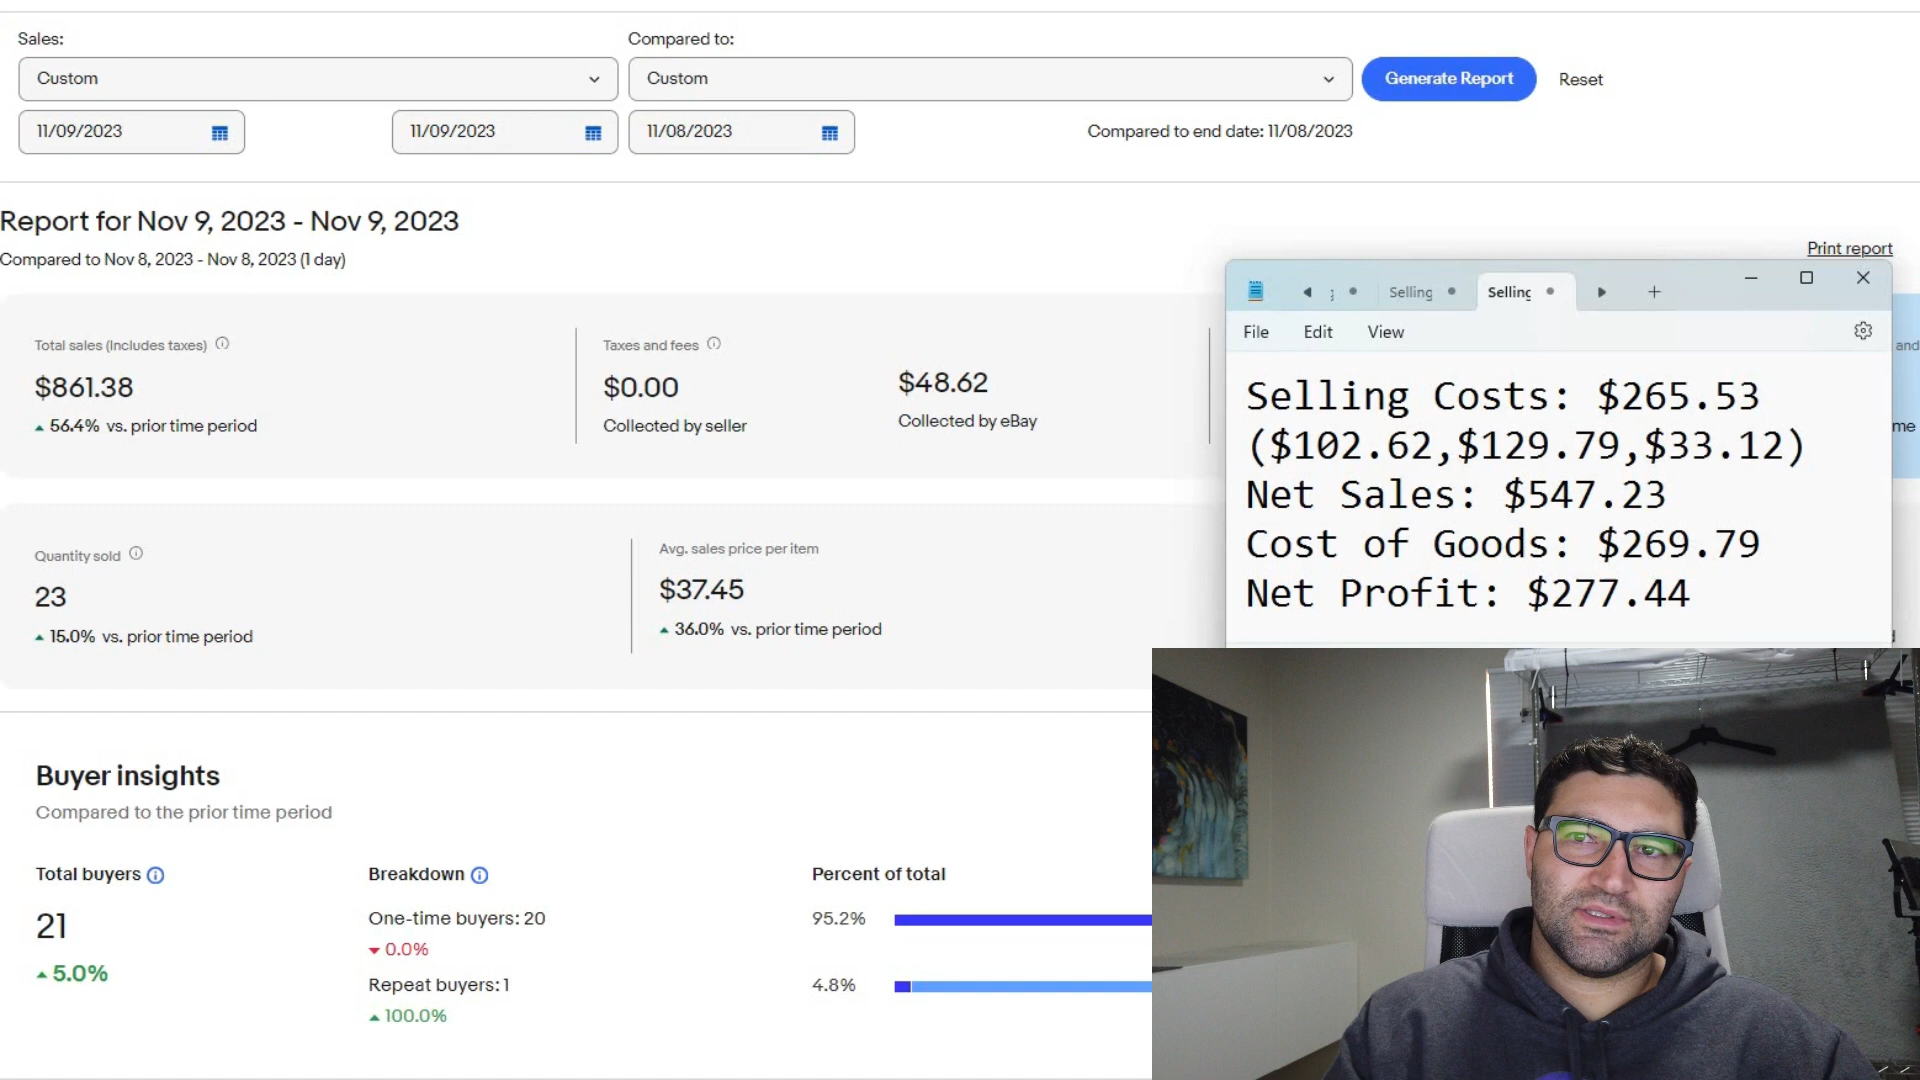 Sales:
Compared to:
Custom
Custom
Generate Report
Reset
11/09/2023
11/09/2023
11/08/2023
Compared to end date: 11/08/2023
Report for Nov 9, 2023 - Nov 9, 2023
Compared to Nov 8, 2023 - Nov 8, 2023 (1 day)
Print report
Total sales (Includes taxes)
$861.38
56.4% vs. prior time period
Taxes and fees
$0.00
Collected by seller
$48.62
Collected by eBay
and
me
Selling
Selling
File Edit View
Selling Costs: $265.53
($102.62,$129.79,$33.12)
Net Sales: $547.23
Cost of Goods: $269.79
Net Profit: $277.44
Quantity sold
23
15.0% vs. prior time period
Avg. sales price per item
$37.45
36.0% vs. prior time period
Buyer insights
Compared to the prior time period
Total buyers
21
5.0%
Breakdown
One-time buyers: 20
0.0%
Repeat buyers: 1
100.0%
Percent of total
95.2%
4.8%